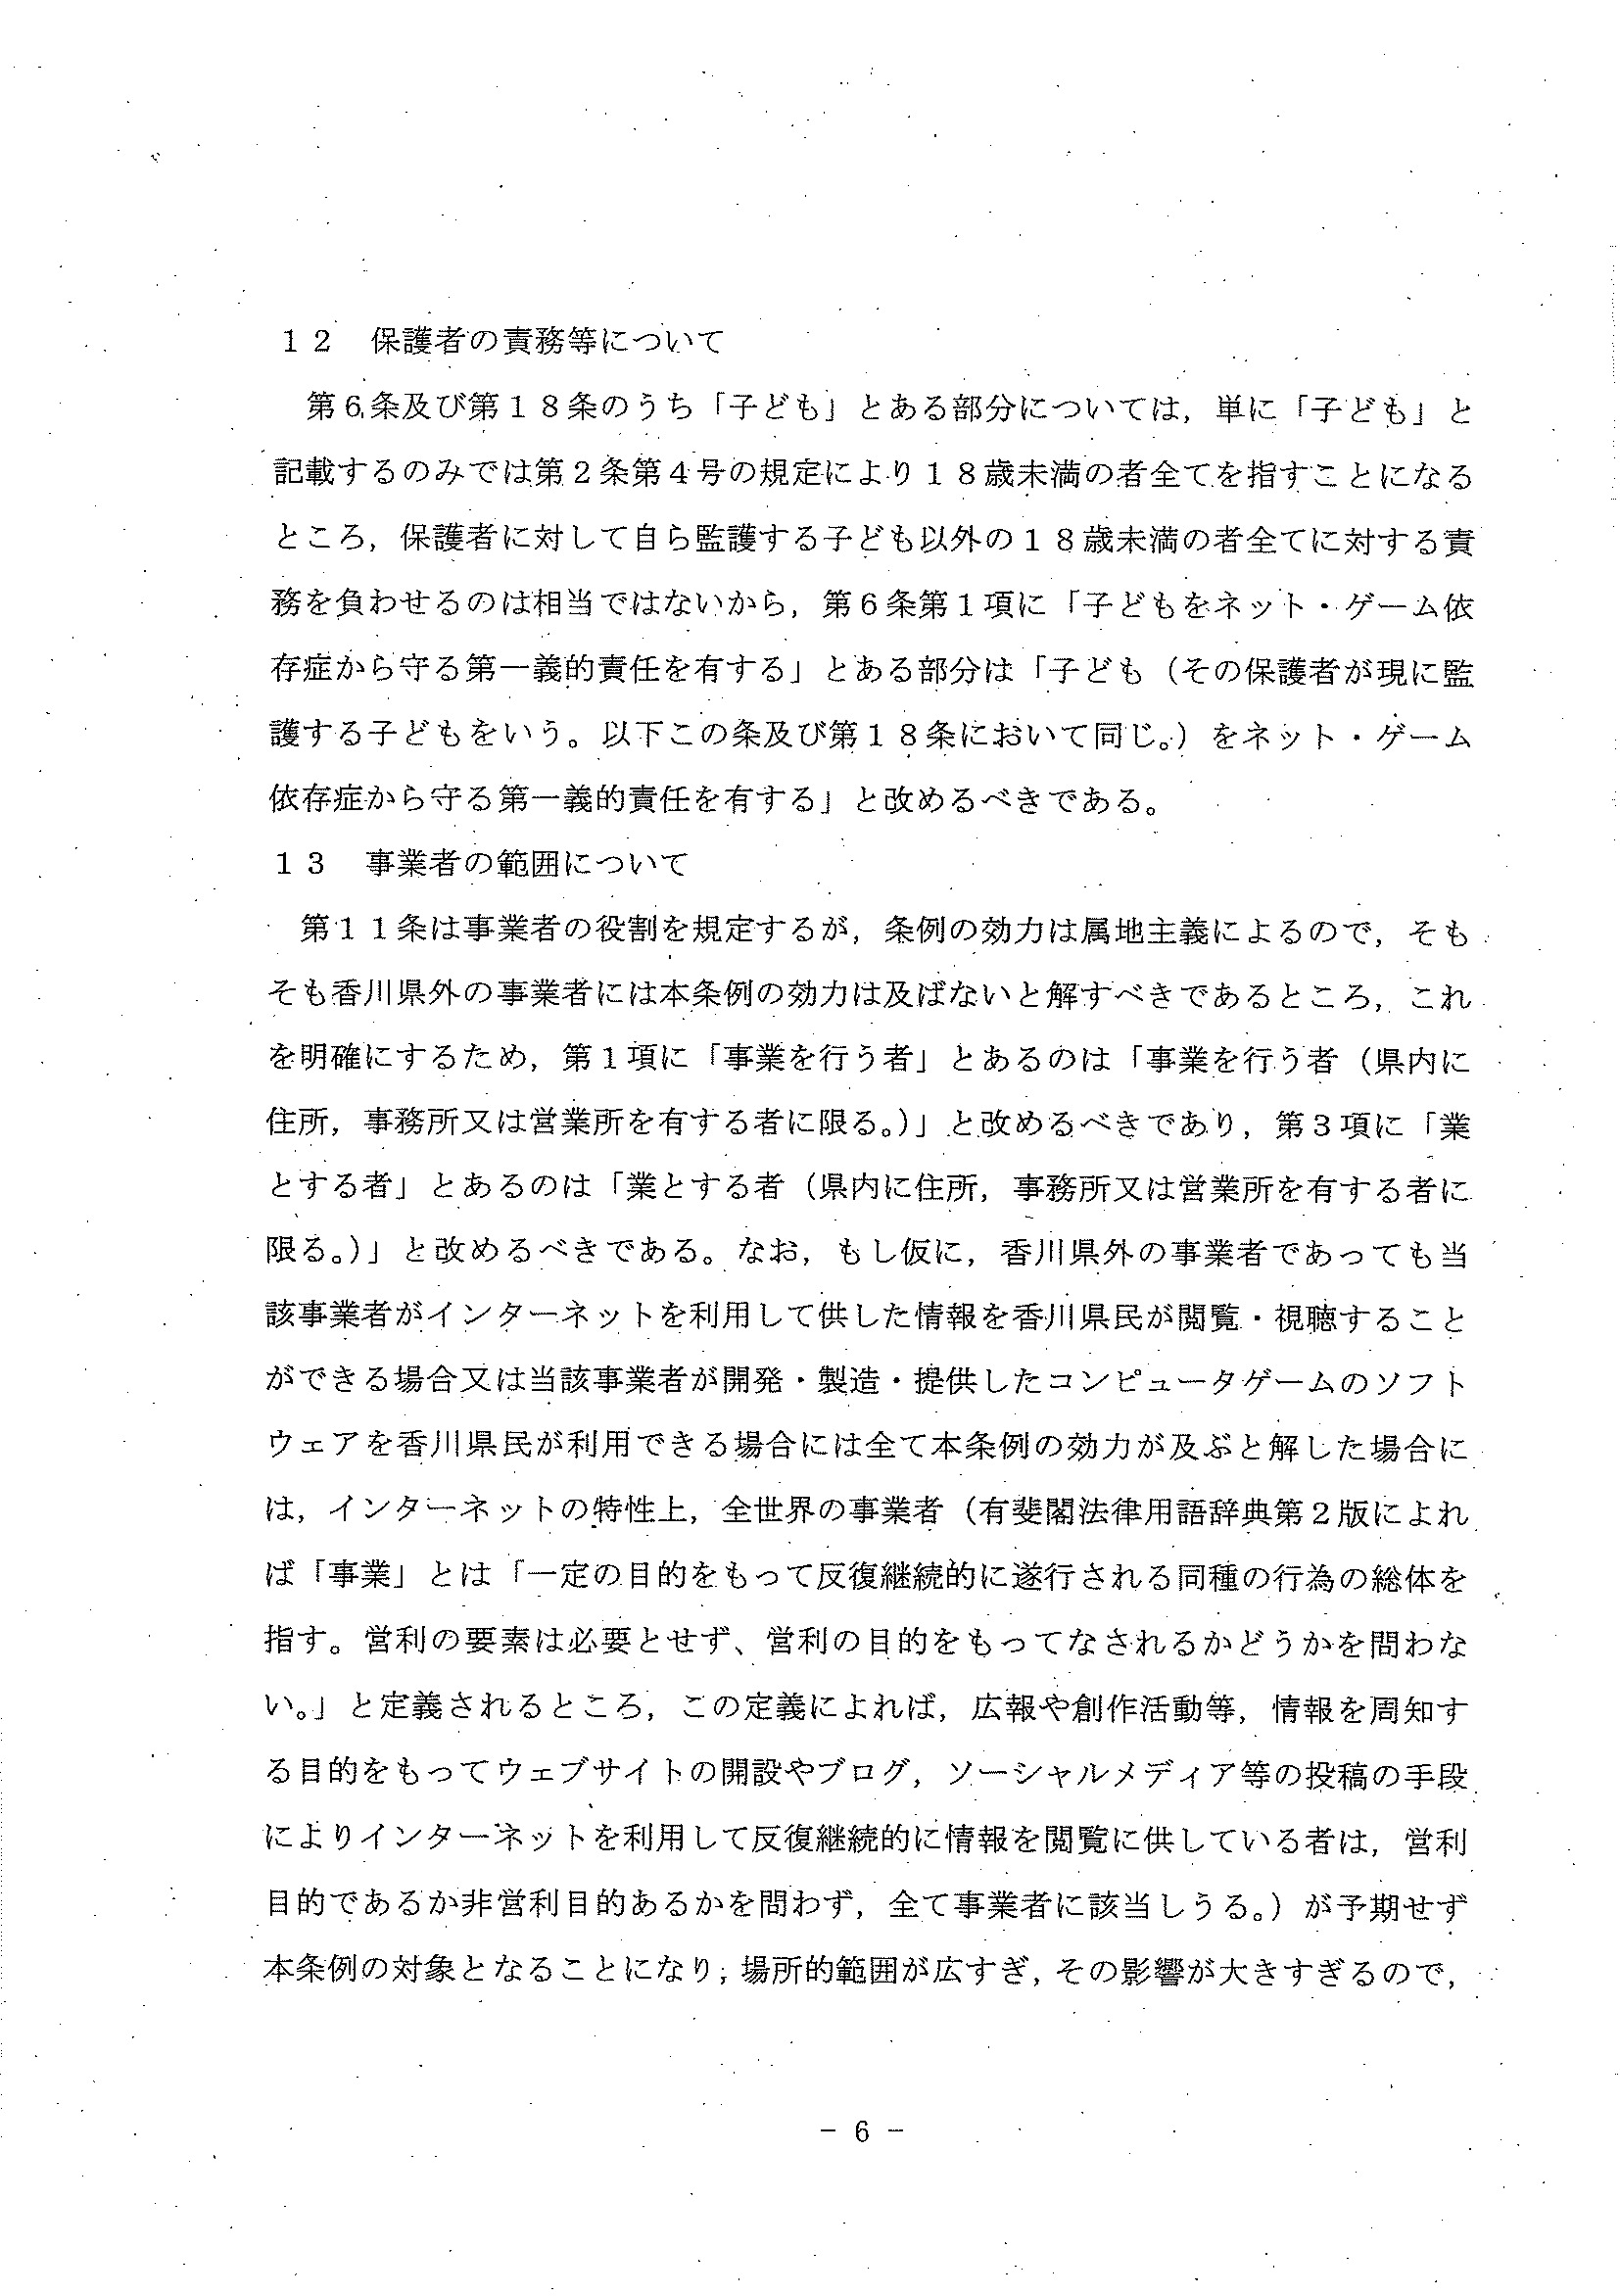 １２　保護者の責務等について
第６条及び第１８条のうち「子ども」とある部分については，単に「子ども」と
記載するのみでは第２条第４号の規定により１８歳未満の者全てを指すことになる
ところ，保護者に対して自ら監護する子ども以外の１８歳未満の者全てに対する責
務を負わせるのは相当ではないから，第６条第１項に「子どもをネット・ゲーム依
存症から守る第一義的責任を有する」とある部分は「子ども（その保護者が現に監
護する子どもをいう。以下この条及び第１８条において同じ。）をネット・ゲーム
依存症から守る第一義的責任を有する」と改めるべきである。
１３　事業者の範囲について
第１１条は事業者の役割を規定するが，条例の効力は属地主義によるので，そも
そも香川県外の事業者には本条例の効力は及ばないと解すべきであるところ，これ
を明確にするため，第１項に「事業を行う者」とあるのは「事業を行う者（県内に
住所，事務所又は営業所を有する者に限る。）」と改めるべきであり，第３項に「業
とする者」とあるのは「業とする者（県内に住所，事務所又は営業所を有する者に
限る。）」と改めるべきである。なお，もし仮に，香川県外の事業者であっても当
該事業者がインターネットを利用して供した情報を香川県民が閲覧・視聴すること
ができる場合又は当該事業者が開発・製造・提供したコンピュータゲームのソフト
ウェアを香川県民が利用できる場合には全て本条例の効力が及ぶと解した場合に
は，インターネットの特性上，全世界の事業者（有斐閣法律用語辞典第２版によれ
ば「事業」とは「一定の目的をもって反復継続的に遂行される同種の行為の総体を
指す。営利の要素は必要とせず、営利の目的をもってなされるかどうかを問わな
い。」と定義されるところ，この定義によれば，広報や創作活動等，情報を周知す
る目的をもってウェブサイトの開設やブログ，ソーシャルメディア等の投稿の手段
によりインターネットを利用して反復継続的に情報を閲覧に供している者は，営利
目的であるか非営利目的あるかを問わず，全て事業者に該当しうる。）が予期せず
本条例の対象となることになり，場所的範囲が広すぎ，その影響が大きすぎるので，
－ 6 －